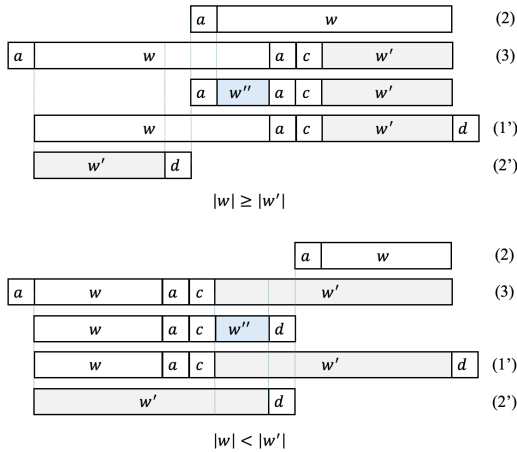 a w (2)
a w a c w′ (3)
a w′′ a c w′
w a c w′ d (1’)
w′ d (2’)
|w| ≥ |w′|
a w (2)
a w a c w′ (3)
w a c w′′ d
w a c w′ d (1’)
w′ d (2’)
|w| < |w′|